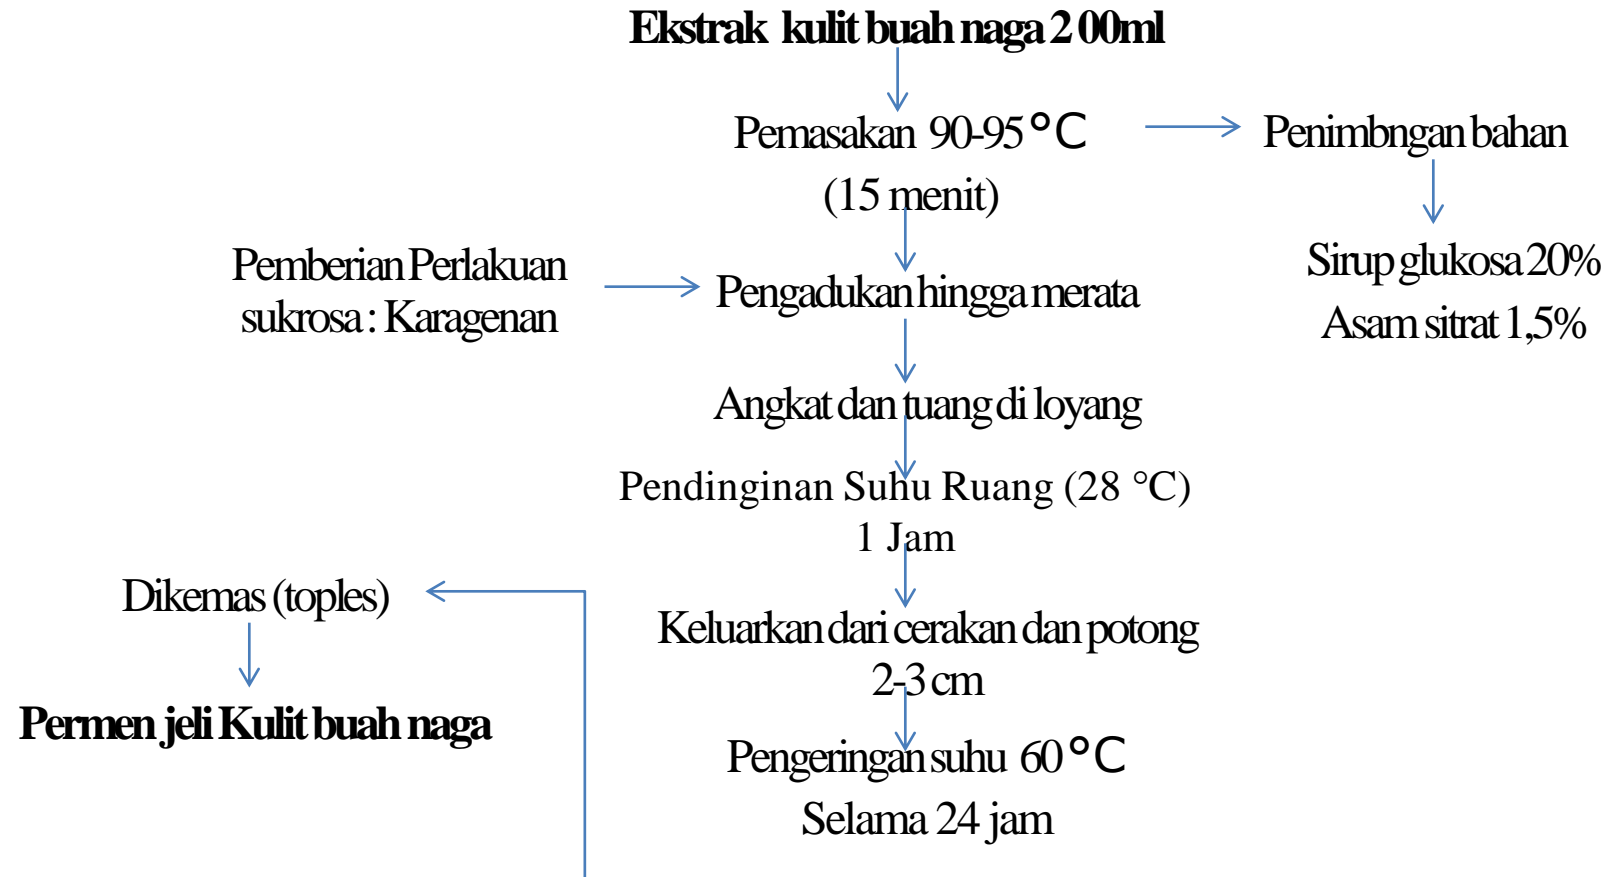 Ekstrak kulit buah naga 200ml
Pemasakan 90-95°C
(15 menit)
Penimbngan bahan
Sirup glukosa 20%
Asam sitrat 1,5%
Pemberian Perlakuan
sukrosa : Karagenan
Pengadukan hingga merata
Angkat dan tuang di loyang
Pendinginan Suhu Ruang (28 °C)
1 Jam
Keluarkan dari cerakan dan potong
2-3 cm
Pengeringan suhu 60°C
Selama 24 jam
Dikemas (toples)
Permen jeli Kulit buah naga